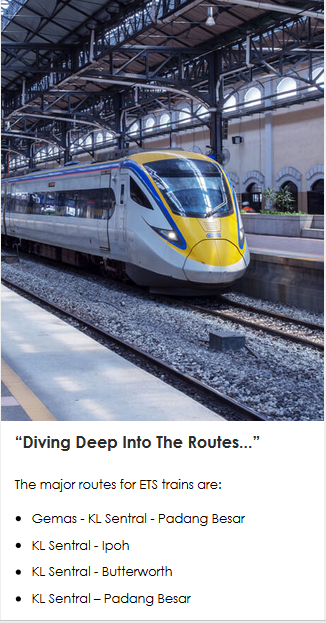 “Diving Deep Into The Routes...”
The major routes for ETS trains are:
• Gemas - KL Sentral - Padang Besar
• KL Sentral - Ipoh
• KL Sentral - Butterworth
• KL Sentral – Padang Besar